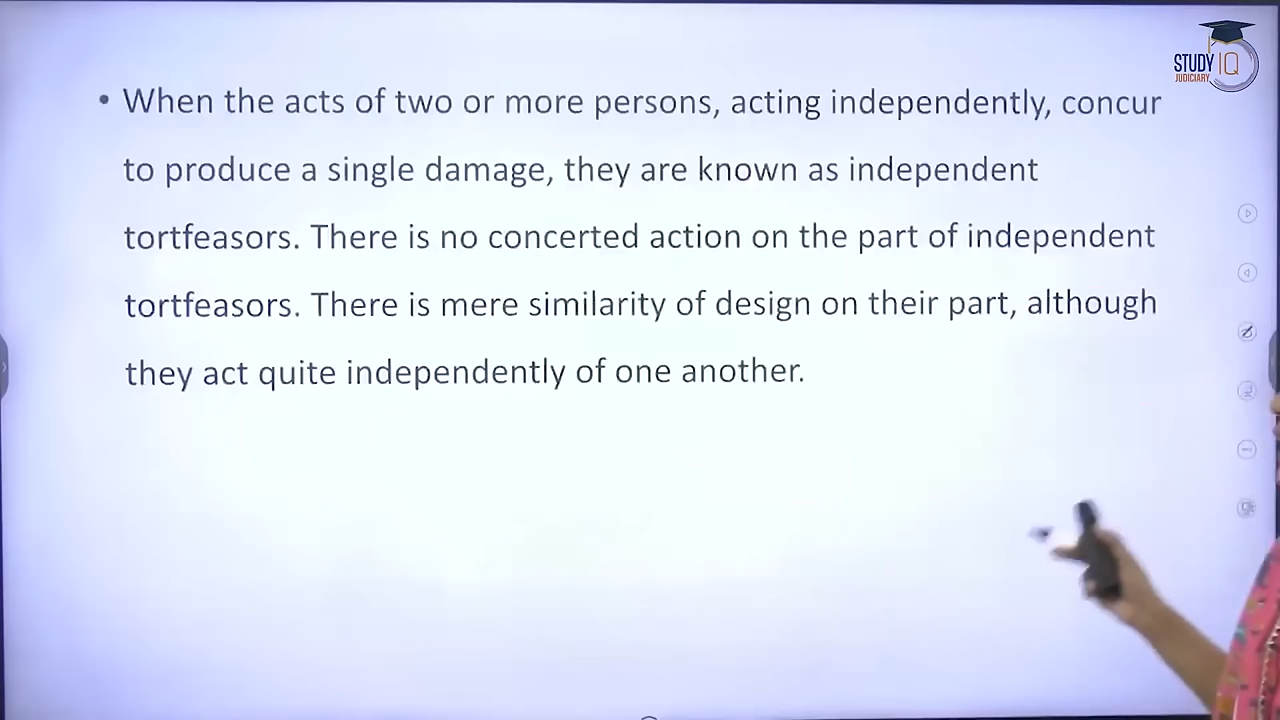 STUDY IQ
JUDICIARY
• When the acts of two or more persons, acting independently, concur
to produce a single damage, they are known as independent
tortfeasors. There is no concerted action on the part of independent
tortfeasors. There is mere similarity of design on their part, although
they act quite independently of one another.